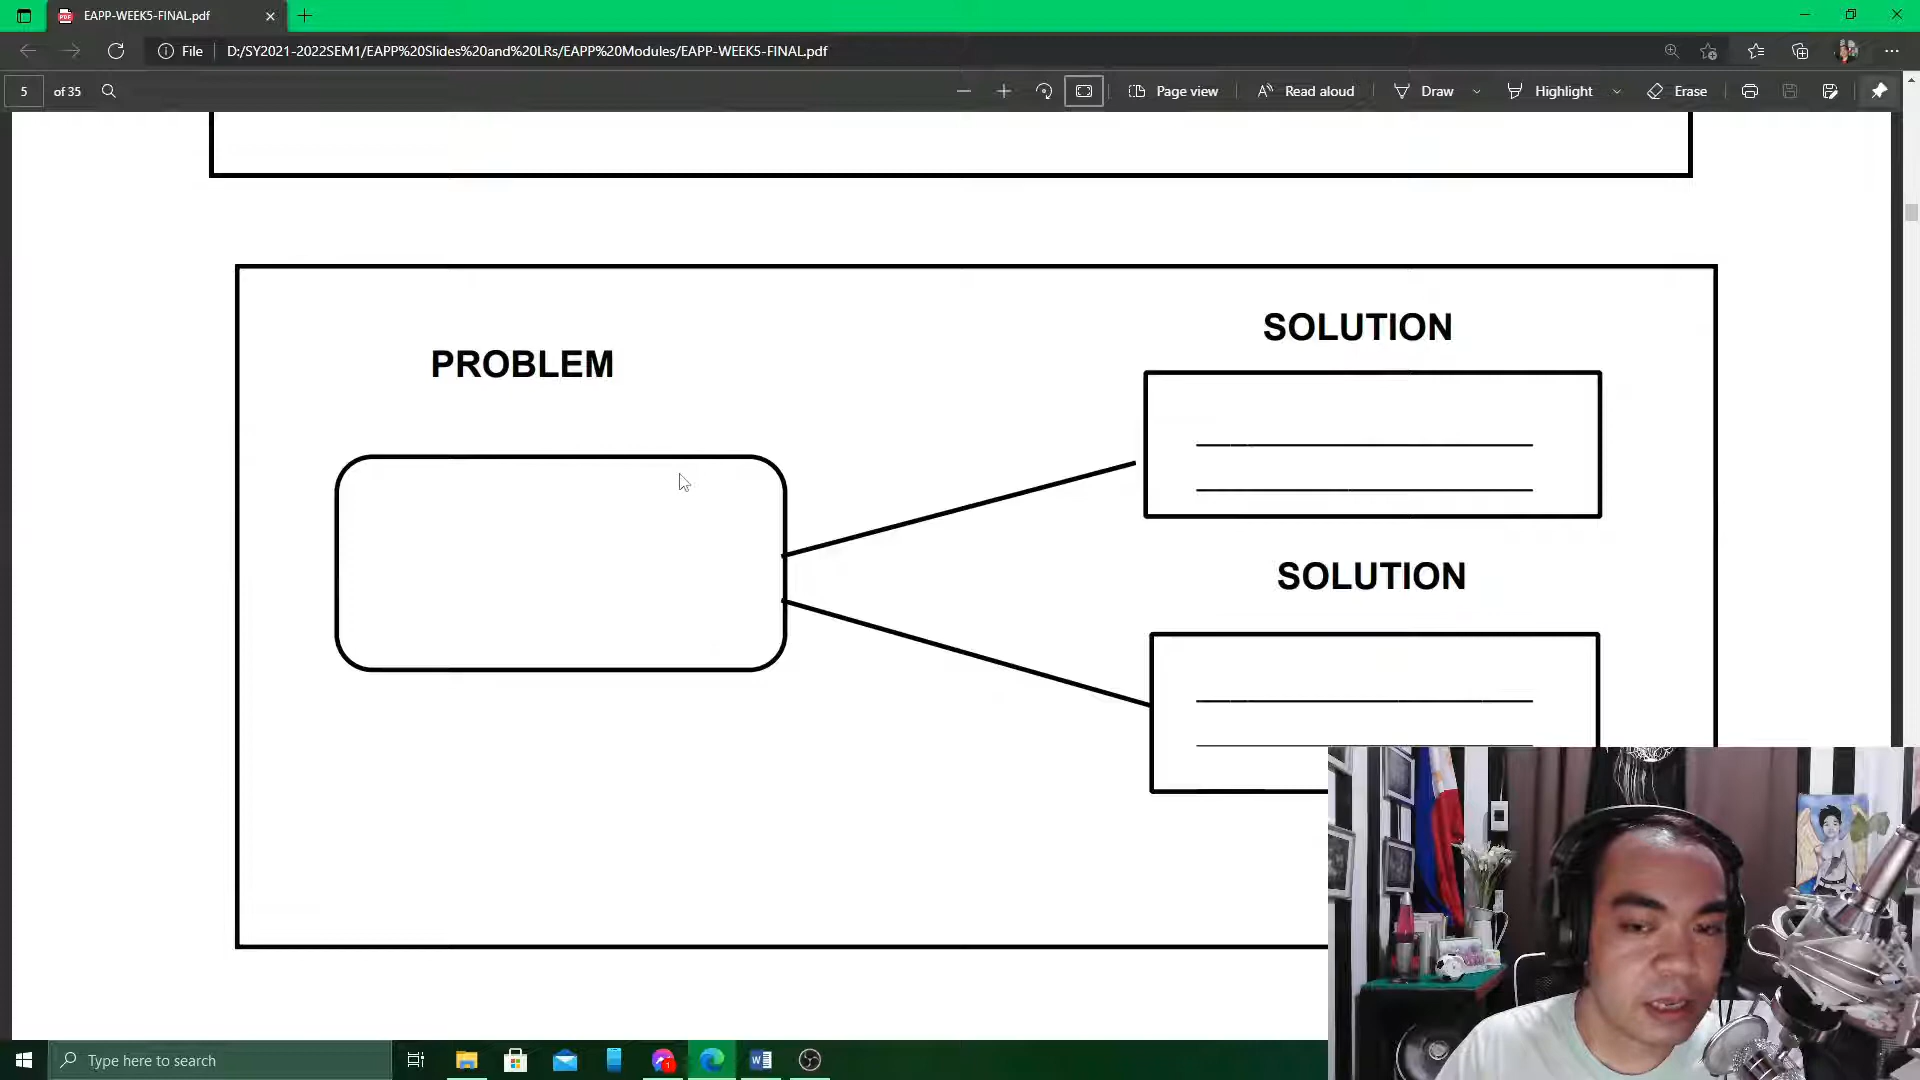 EAPP-WEEK5-FINAL.pdf
File
D:/SY2021-2022SEM1/EAPP%20Slides%20and%20LRs/EAPP%20Modules/EAPP-WEEK5-FINAL.pdf
5 of 35
Page view
Read aloud
Draw
Highlight
Erase
SOLUTION
PROBLEM
SOLUTION
Type here to search
1